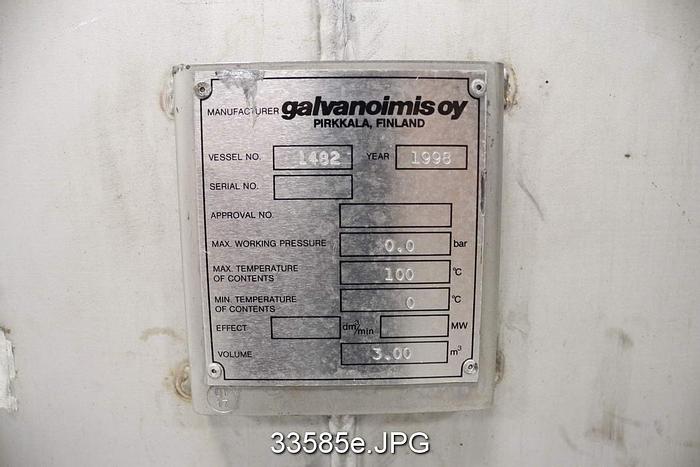 MANUFACTURER galvanoimis oy
PIRKKALA, FINLAND
VESSEL NO. 1482 YEAR 1998
SERIAL NO.
APPROVAL NO.
MAX. WORKING PRESSURE 0.0 bar
MAX. TEMPERATURE
OF CONTENTS 100 °C
MIN. TEMPERATURE
OF CONTENTS 0 °C
EFFECT dm³/min MW
VOLUME 3.00 m³
33585e.JPG